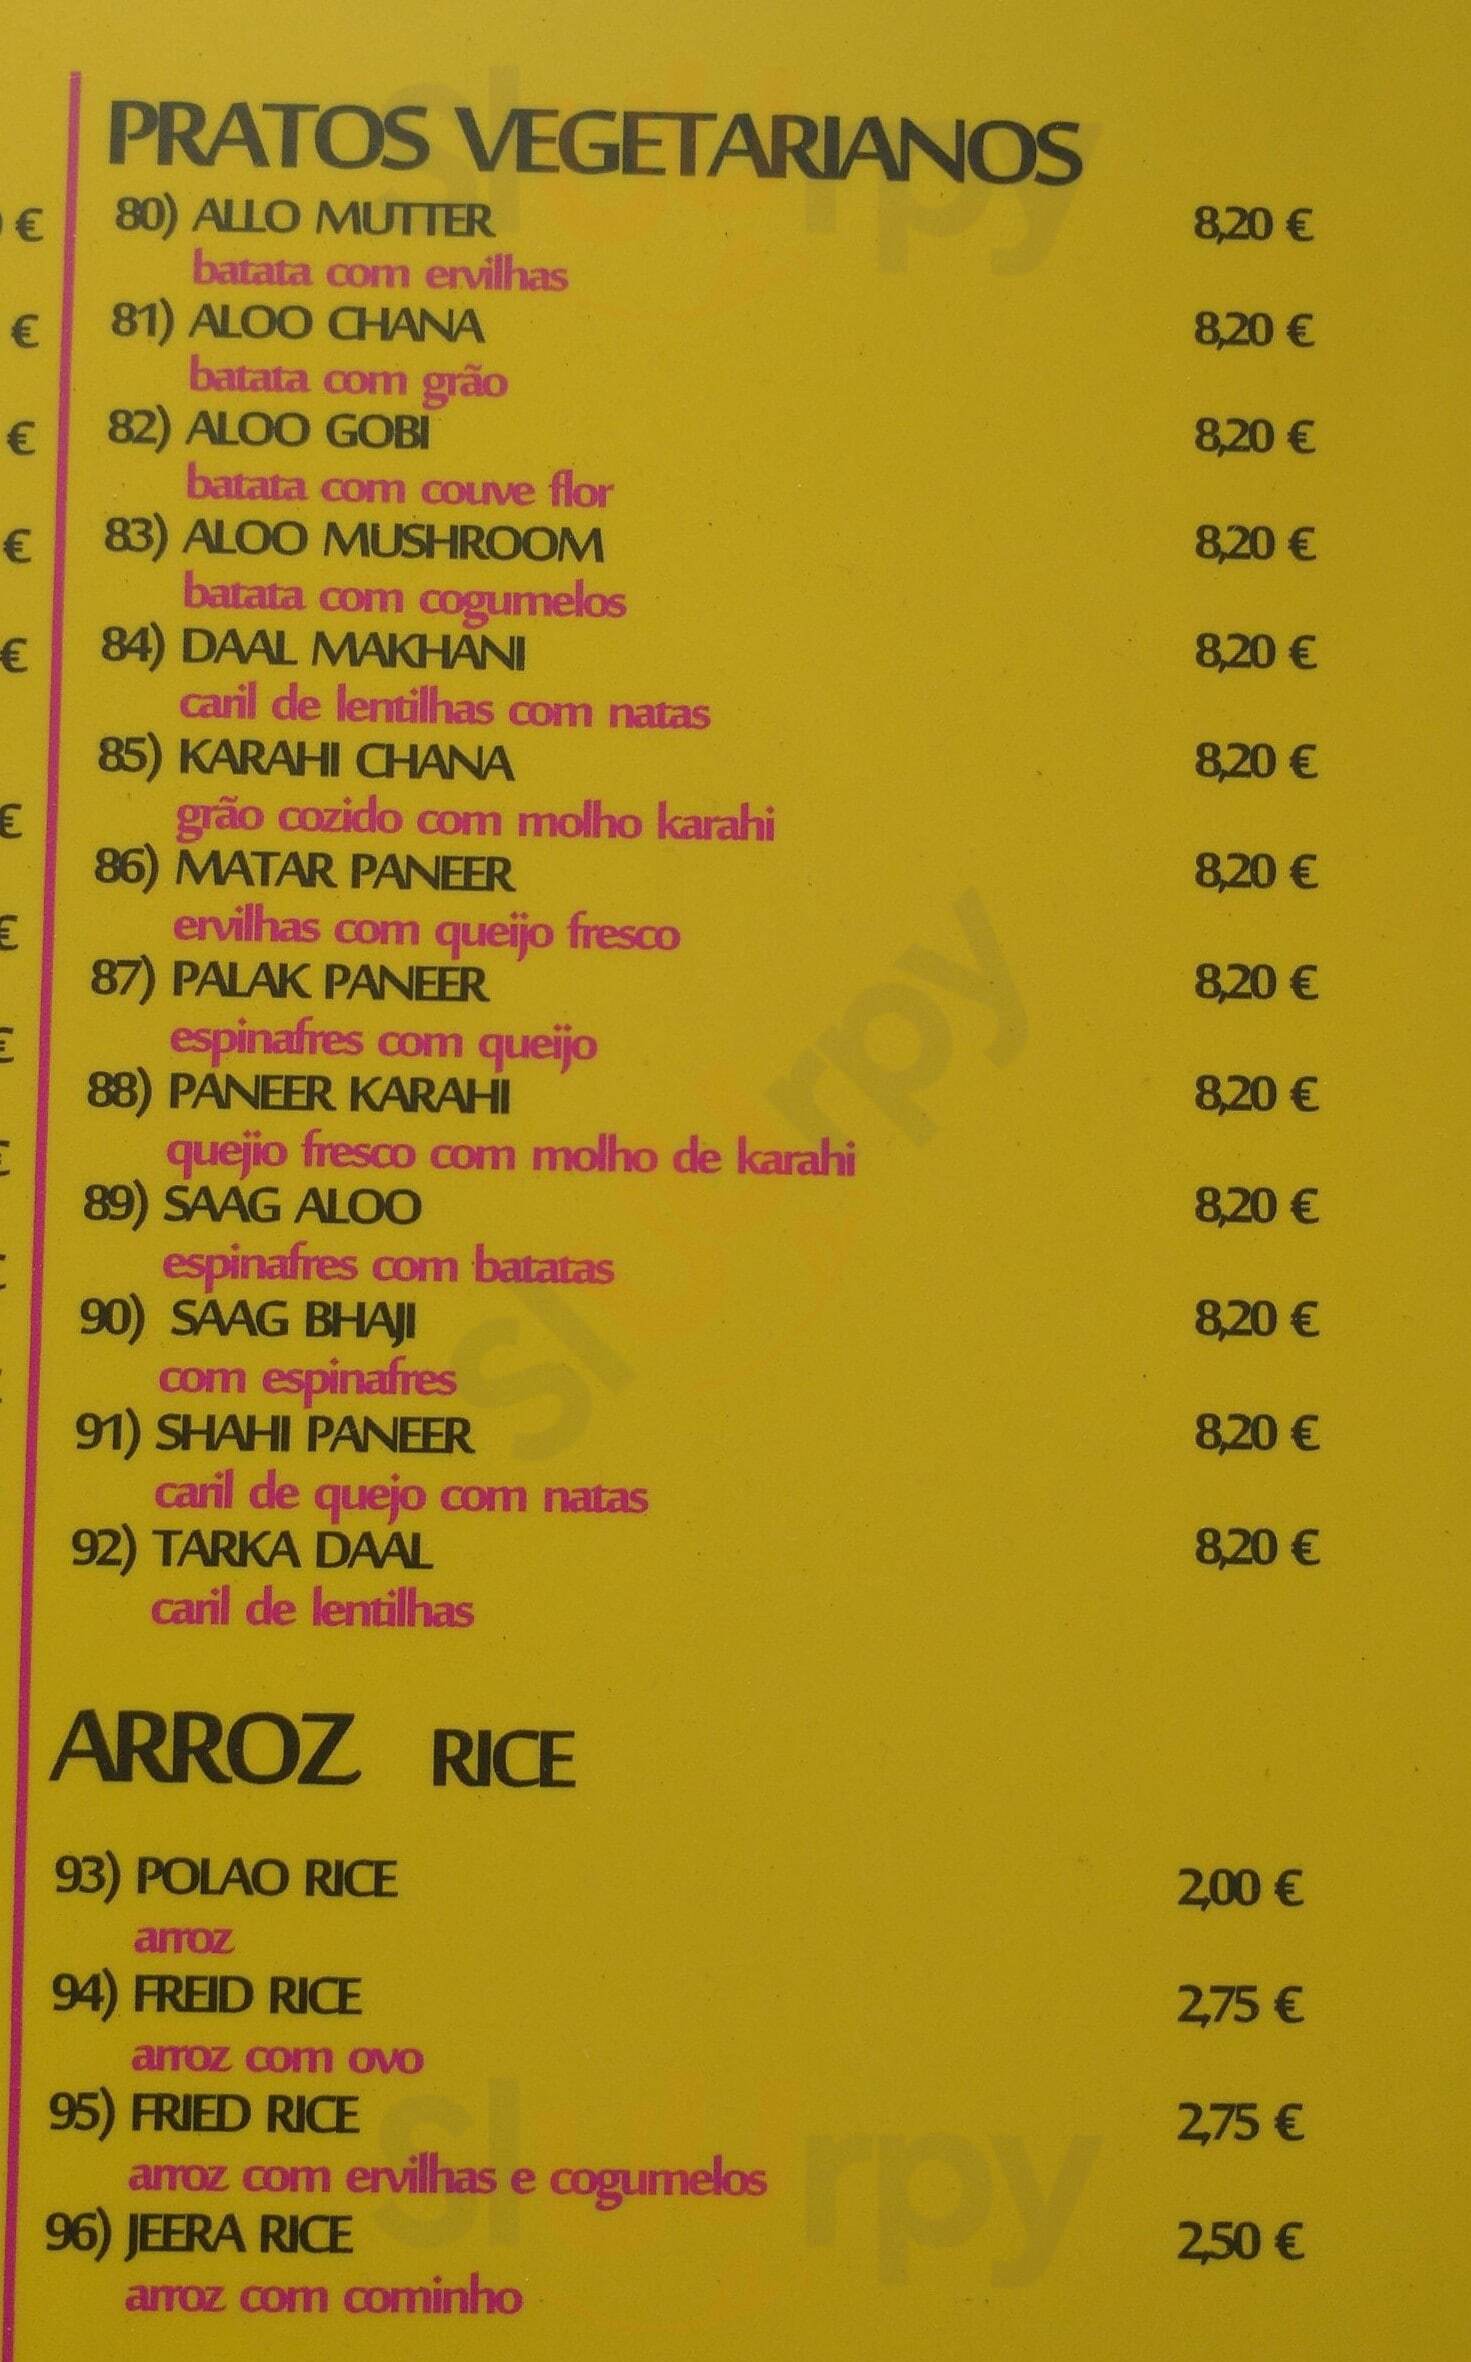 PRATOS VEGETARIANOS
80) ALLO MUTTER 8,20 €
batata com ervilhas
81) ALOO CHANA 8,20 €
batata com grão
82) ALOO GOBI 8,20 €
batata com couve flor
83) ALOO MUSHROOM 8,20 €
batata com cogumelos
84) DAAL MAKHANI 8,20 €
caril de lentilhas com natas
85) KARAHI CHANA 8,20 €
grão cozido com molho karahi
86) MATAR PANEER 8,20 €
ervilhas com queijo fresco
87) PALAK PANEER 8,20 €
espinafres com queijo
88) PANEER KARAHI 8,20 €
quejio fresco com molho de karahi
89) SAAG ALOO 8,20 €
espinafres com batatas
90) SAAG BHAJI 8,20 €
com espinafres
91) SHAHI PANEER 8,20 €
caril de quejo com natas
92) TARKA DAAL 8,20 €
caril de lentilhas
ARROZ RICE
93) POLAO RICE 2,00 €
arroz
94) FREID RICE 2,75 €
arroz com ovo
95) FRIED RICE 2,75 €
arroz com ervilhas e cogumelos
96) JEERA RICE 2,50 €
arroz com cominho